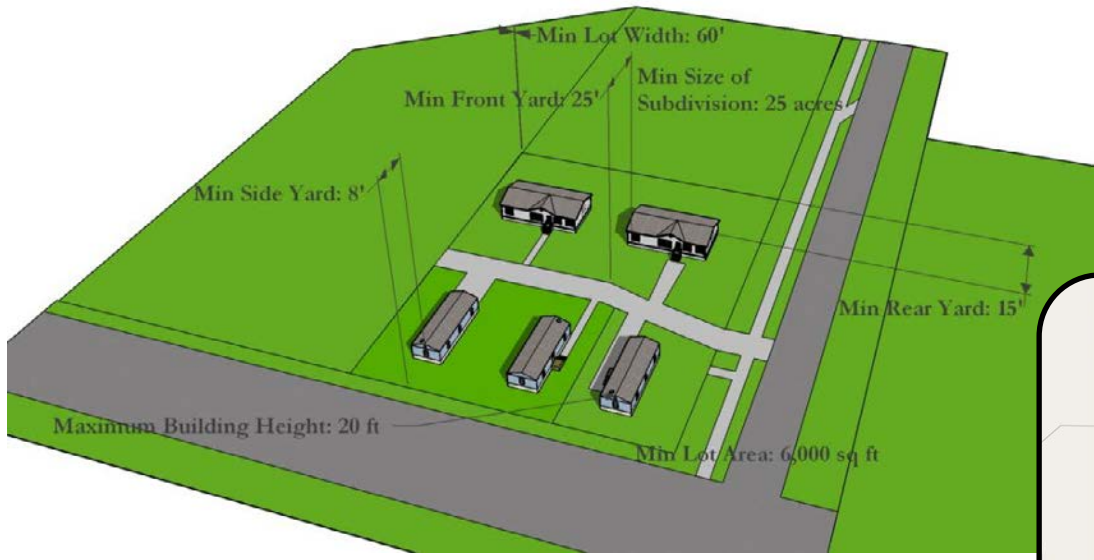 Min Lot Width: 60'
Min Size of
Subdivision: 25 acres
Min Front Yard: 25'
Min Side Yard: 8'
Min Rear Yard: 15'
Maximum Building Height: 20 ft
Min Lot Area: 6,000 sq ft